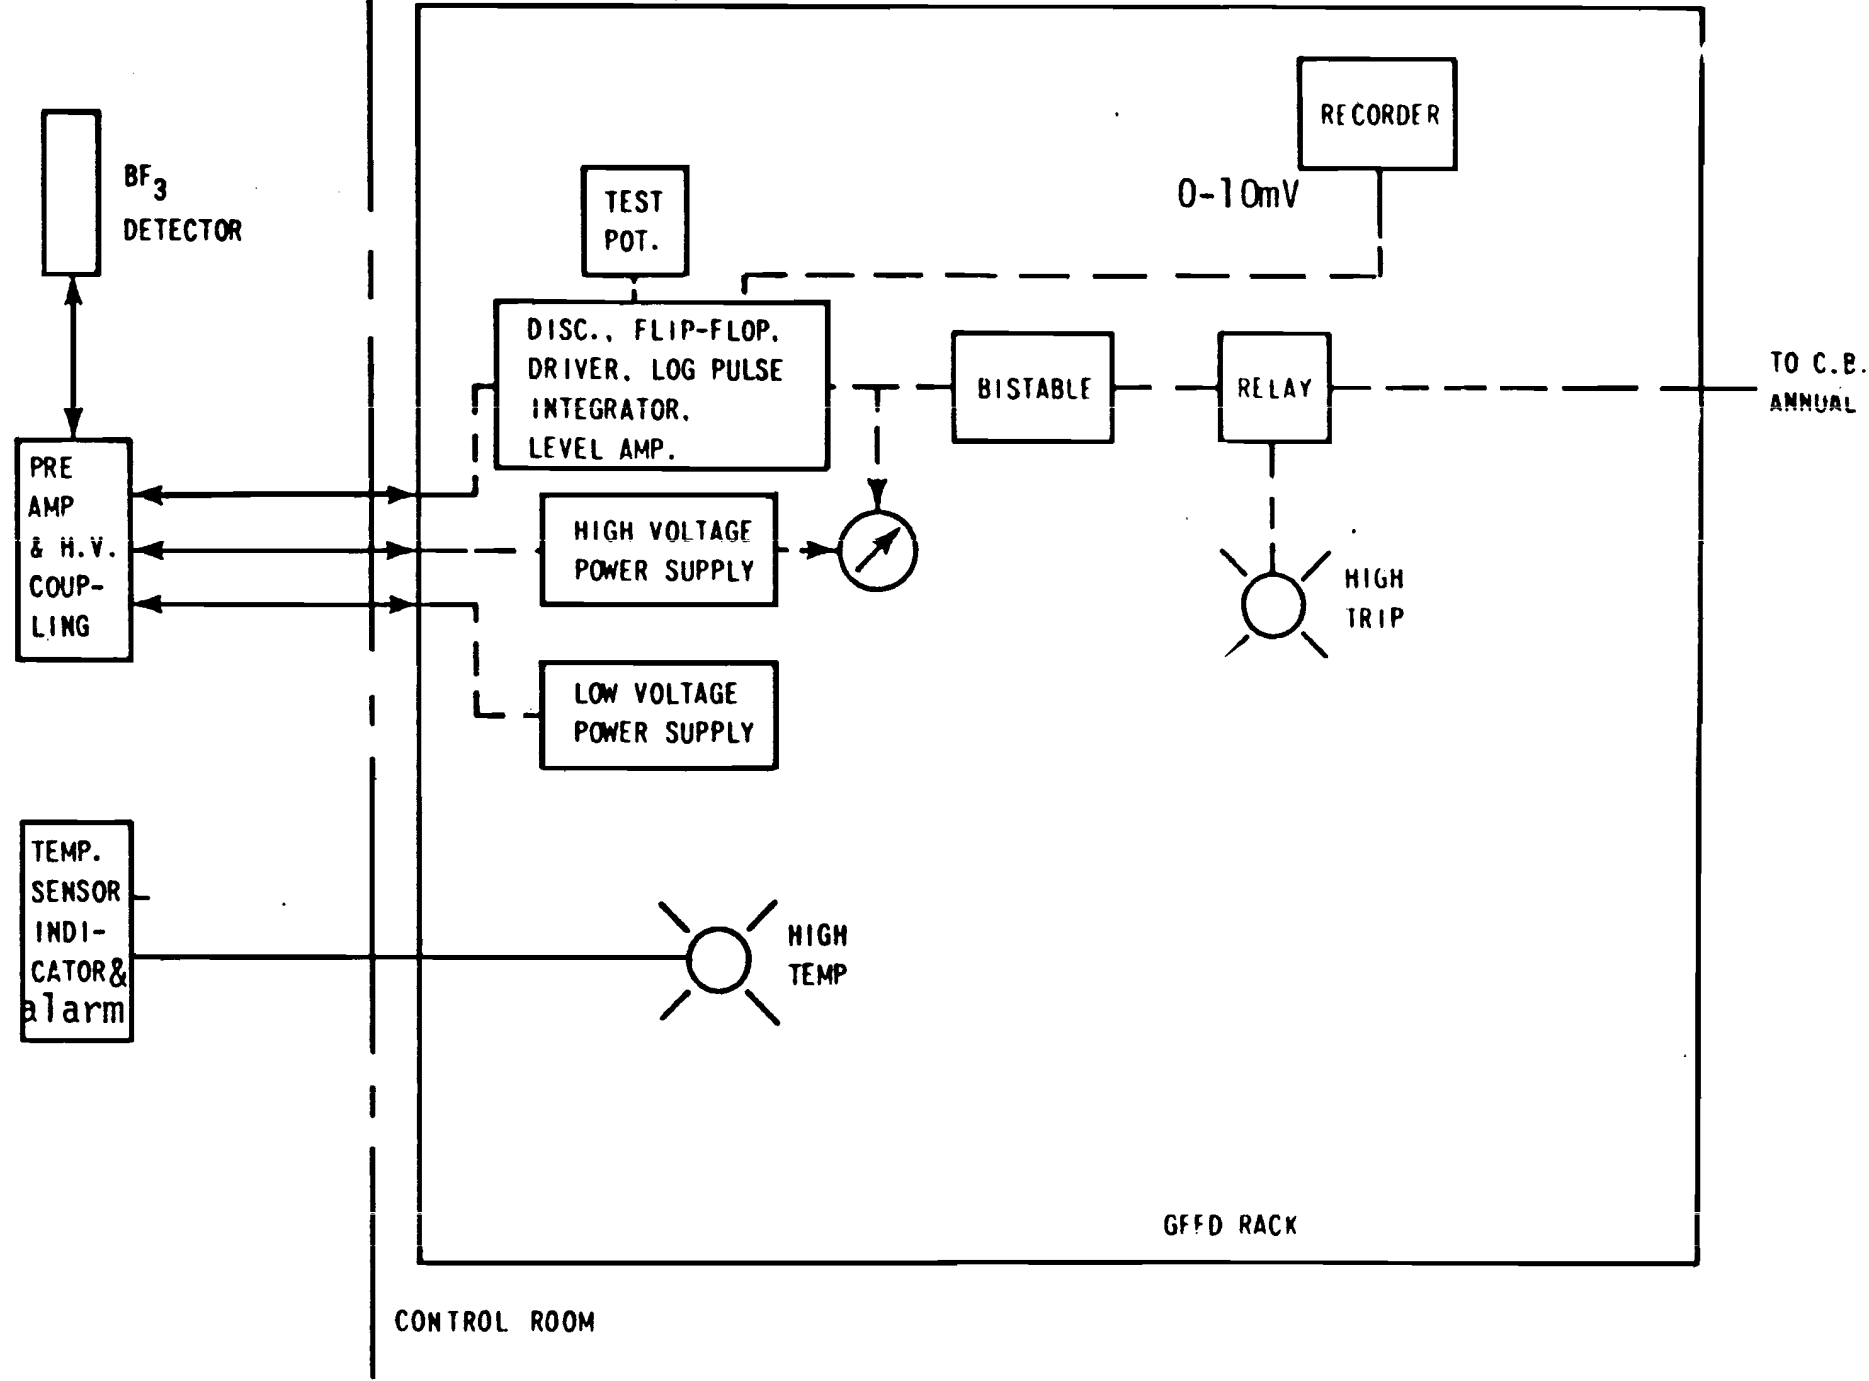 RECORDER
0-10mV
BF3
DETECTOR
TEST
POT.
DISC., FLIP-FLOP,
DRIVER, LOG PULSE
INTEGRATOR,
LEVEL AMP.
BISTABLE
RELAY
TO C.B.
ANNUAL
PRE
AMP
& H.V.
COUP-
LING
HIGH VOLTAGE
POWER SUPPLY
HIGH
TRIP
LOW VOLTAGE
POWER SUPPLY
TEMP.
SENSOR
INDI-
CATOR&
alarm
HIGH
TEMP
GFFD RACK
CONTROL ROOM